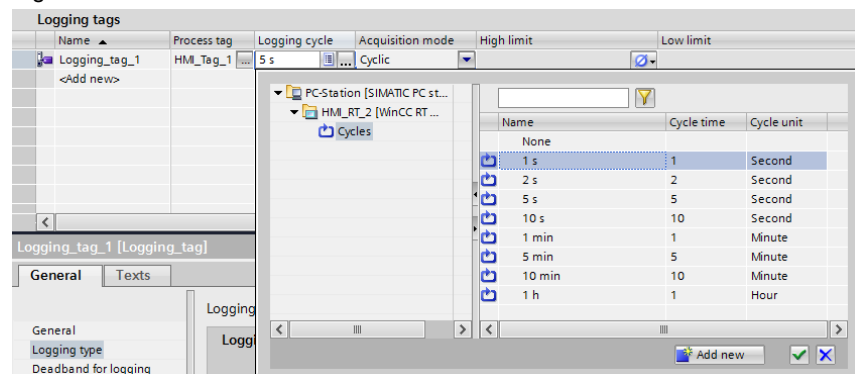 Logging tags
Name Process tag Logging cycle Acquisition mode High limit Low limit
Logging_tag_1 HMI_Tag_1 ... 5 s ... Cyclic
<Add new>
PC-Station [SIMATIC PC st...
HMI_RT_2 [WinCC RT ...
Cycles
Name Cycle time Cycle unit
None
1 s 1 Second
2 s 2 Second
5 s 5 Second
10 s 10 Second
1 min 1 Minute
5 min 5 Minute
10 min 10 Minute
1 h 1 Hour
Add new
Logging_tag_1 [Logging_tag]
General Texts
Logging
General
Loggi
Logging type
Deadband for logging